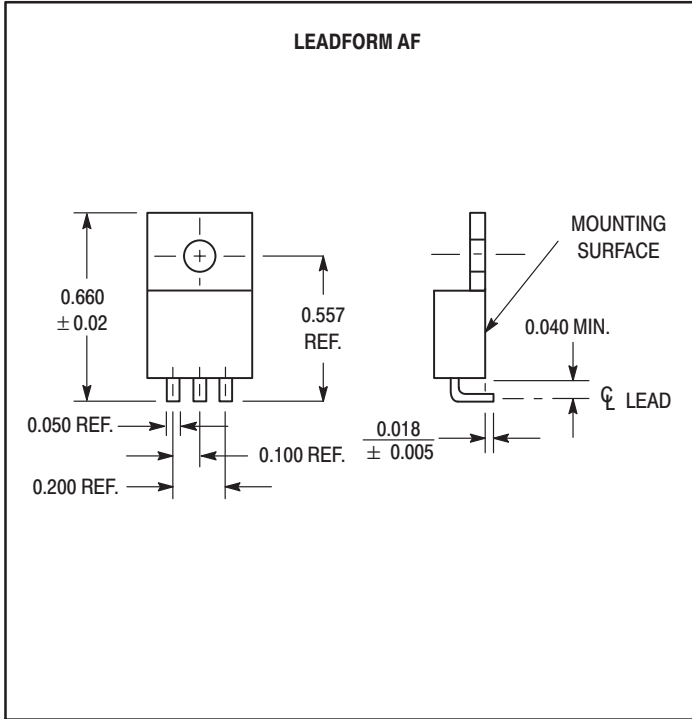 LEADFORM AF
MOUNTING
SURFACE
0.660
± 0.02
0.557
REF.
0.040 MIN.
℄ LEAD
0.050 REF.
0.100 REF.
0.018
± 0.005
0.200 REF.